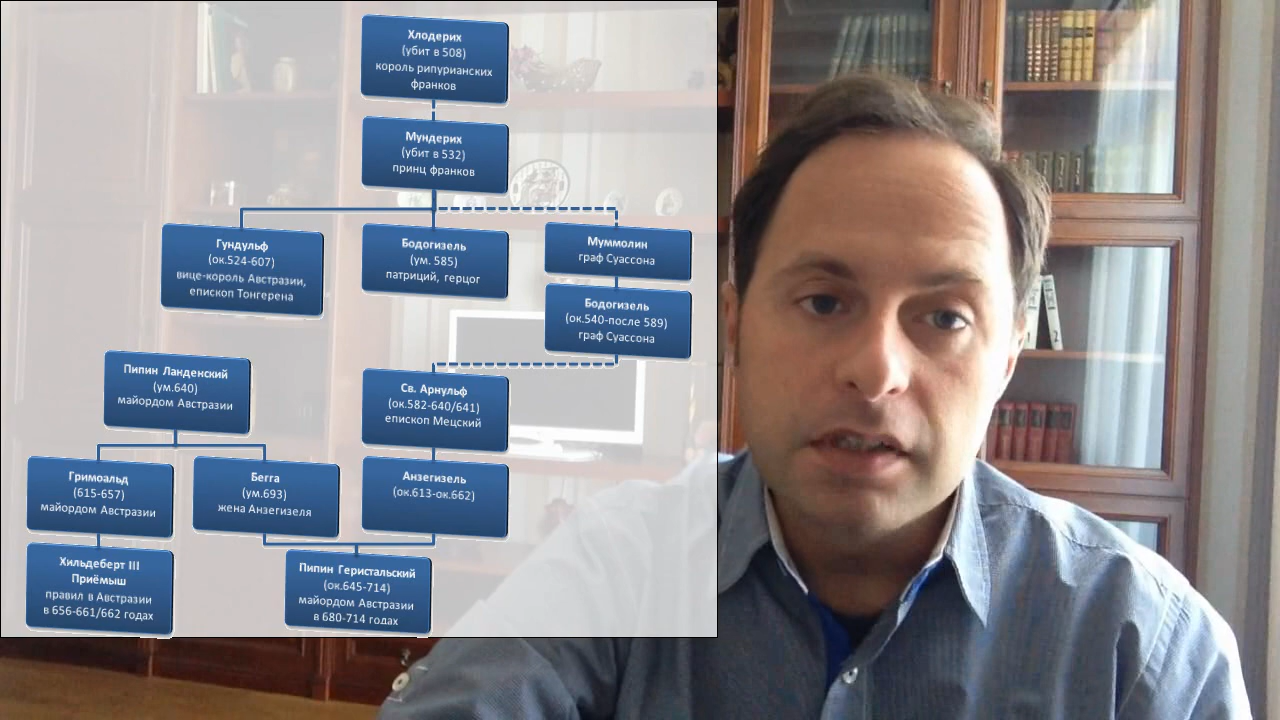 Хлодерих
(убит в 508)
король рипурианских
франков
Мундерих
(убит в 532)
принц франков
Гундульф
(ок.524-607)
вице-король Австразии,
епископ Тонгерена
Бодогизель
(ум. 585)
патриций, герцог
Муммолин
граф Суассона
Бодогизель
(ок.540-после 589)
граф Суассона
Пипин Ланденский
(ум.640)
майордом Австразии
Св. Арнульф
(ок.582-640/641)
епископ Мецский
Гримоальд
(615-657)
майордом Австразии
Бегга
(ум.693)
жена Анзегизеля
Анзегизель
(ок.613-ок.662)
Хильдеберт III
Приёмыш
правил в Австразии
в 656-661/662 годах
Пипин Геристальский
(ок.645-714)
майордом Австразии
в 680-714 годах